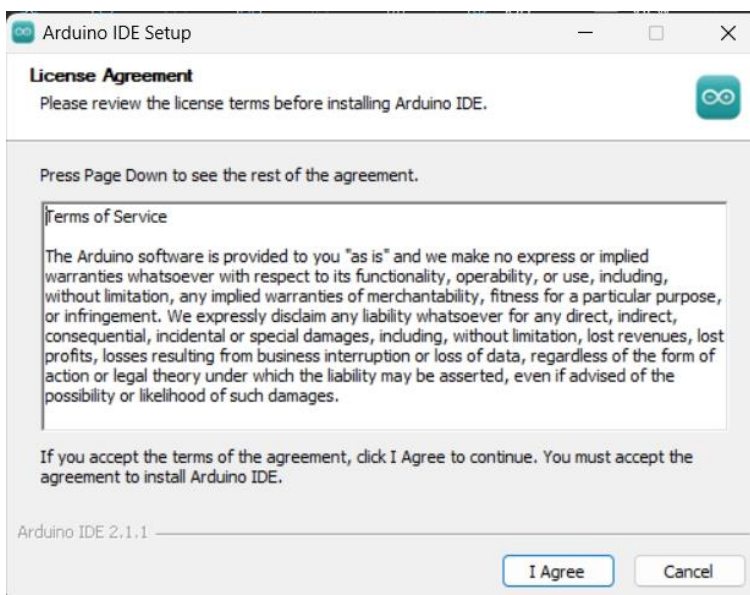 Arduino IDE Setup
License Agreement
Please review the license terms before installing Arduino IDE.
Press Page Down to see the rest of the agreement.
Terms of Service
The Arduino software is provided to you "as is" and we make no express or implied
warranties whatsoever with respect to its functionality, operability, or use, including,
without limitation, any implied warranties of merchantability, fitness for a particular purpose,
or infringement. We expressly disclaim any liability whatsoever for any direct, indirect,
consequential, incidental or special damages, including, without limitation, lost revenues, lost
profits, losses resulting from business interruption or loss of data, regardless of the form of
action or legal theory under which the liability may be asserted, even if advised of the
possibility or likelihood of such damages.
If you accept the terms of the agreement, click I Agree to continue. You must accept the
agreement to install Arduino IDE.
Arduino IDE 2.1.1
I Agree Cancel